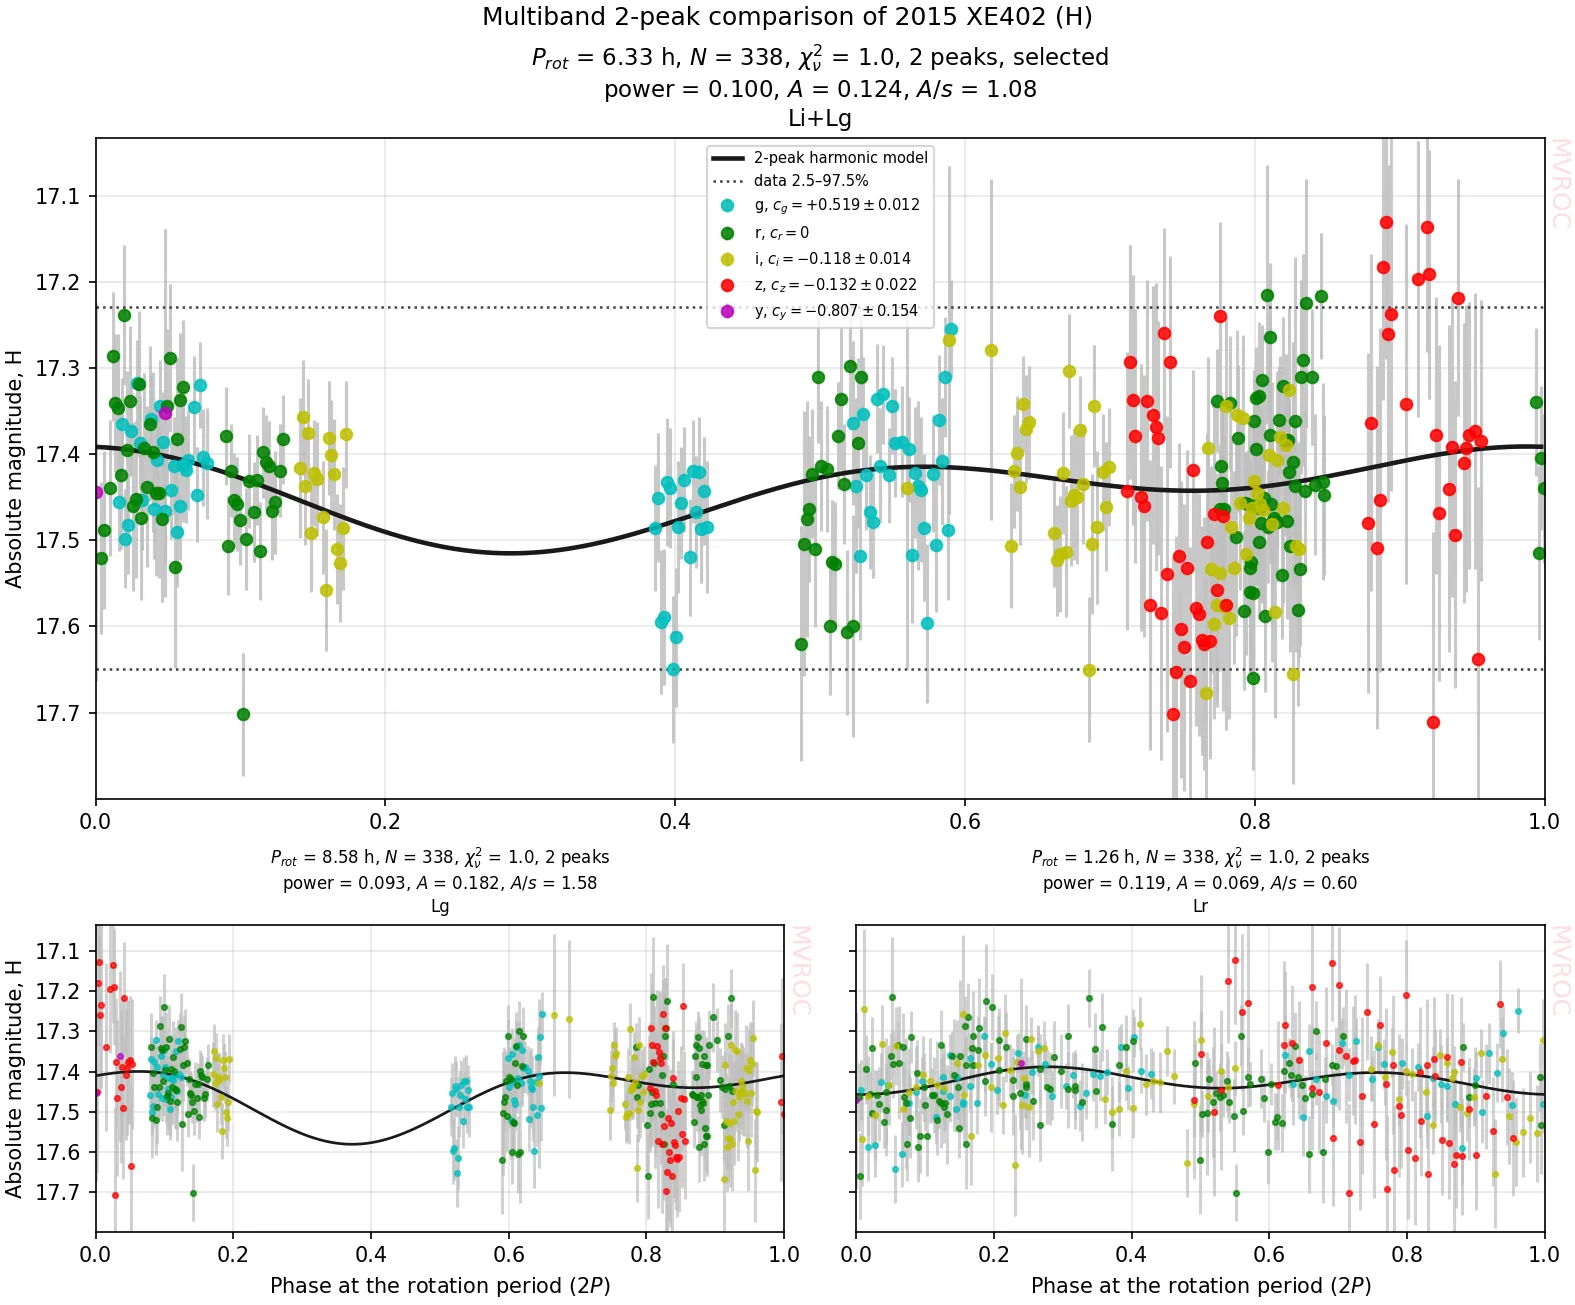 Multiband 2-peak comparison of 2015 XE402 (H)
P_rot = 6.33 h, N = 338, χ²_ν = 1.0, 2 peaks, selected
power = 0.100, A = 0.124, A/s = 1.08
Li+Lg
2-peak harmonic model
data 2.5–97.5%
g, c_g = +0.519 ± 0.012
r, c_r = 0
i, c_i = −0.118 ± 0.014
z, c_z = −0.132 ± 0.022
y, c_y = −0.807 ± 0.154
MVROC
Absolute magnitude, H
17.1
17.2
17.3
17.4
17.5
17.6
17.7
0.0 0.2 0.4 0.6 0.8 1.0
P_rot = 8.58 h, N = 338, χ²_ν = 1.0, 2 peaks
power = 0.093, A = 0.182, A/s = 1.58
Lg
MVROC
Absolute magnitude, H
17.1
17.2
17.3
17.4
17.5
17.6
17.7
0.0 0.2 0.4 0.6 0.8 1.0
Phase at the rotation period (2P)
P_rot = 1.26 h, N = 338, χ²_ν = 1.0, 2 peaks
power = 0.119, A = 0.069, A/s = 0.60
Lr
MVROC
0.0 0.2 0.4 0.6 0.8 1.0
Phase at the rotation period (2P)